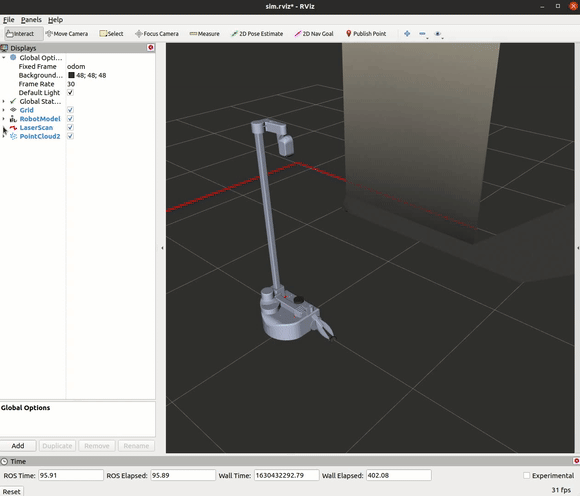 sim.rviz* - RViz
File Panels Help
Interact Move Camera Select Focus Camera Measure 2D Pose Estimate 2D Nav Goal Publish Point
Displays
Global Opti...
Fixed Frame odom
Background... 48; 48; 48
Frame Rate 30
Default Light
Global Stat...
Grid
RobotModel
LaserScan
PointCloud2
Global Options
Add Duplicate Remove Rename
Time
ROS Time: 95.91 ROS Elapsed: 95.89 Wall Time: 1630432292.79 Wall Elapsed: 402.08 Experimental
Reset 31 fps